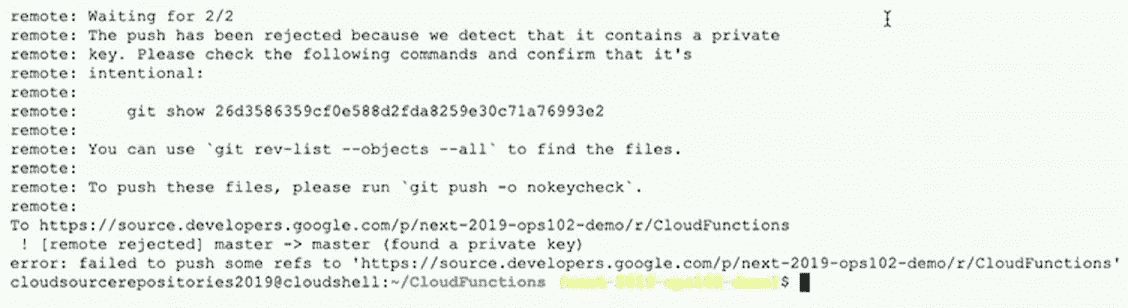 remote: Waiting for 2/2
remote: The push has been rejected because we detect that it contains a private
remote: key. Please check the following commands and confirm that it's
remote: intentional:
remote:
remote:     git show 26d3586359cf0e588d2fda8259e30c71a76993e2
remote:
remote: You can use `git rev-list --objects --all` to find the files.
remote:
remote: To push these files, please run `git push -o nokeycheck`.
remote:
To https://source.developers.google.com/p/next-2019-ops102-demo/r/CloudFunctions
 ! [remote rejected] master -> master (found a private key)
error: failed to push some refs to 'https://source.developers.google.com/p/next-2019-ops102-demo/r/CloudFunctions'
cloudsourcerepositories2019@cloudshell:~/CloudFunctions $